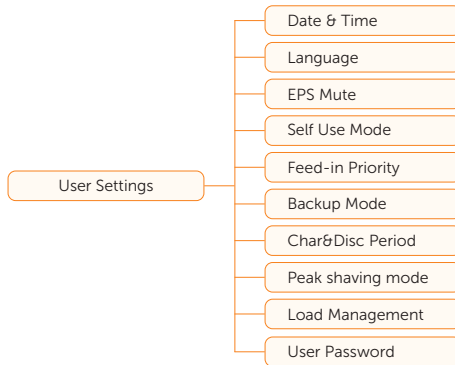 Date & Time
Language
EPS Mute
Self Use Mode
Feed-in Priority
User Settings
Backup Mode
Char&Disc Period
Peak shaving mode
Load Management
User Password